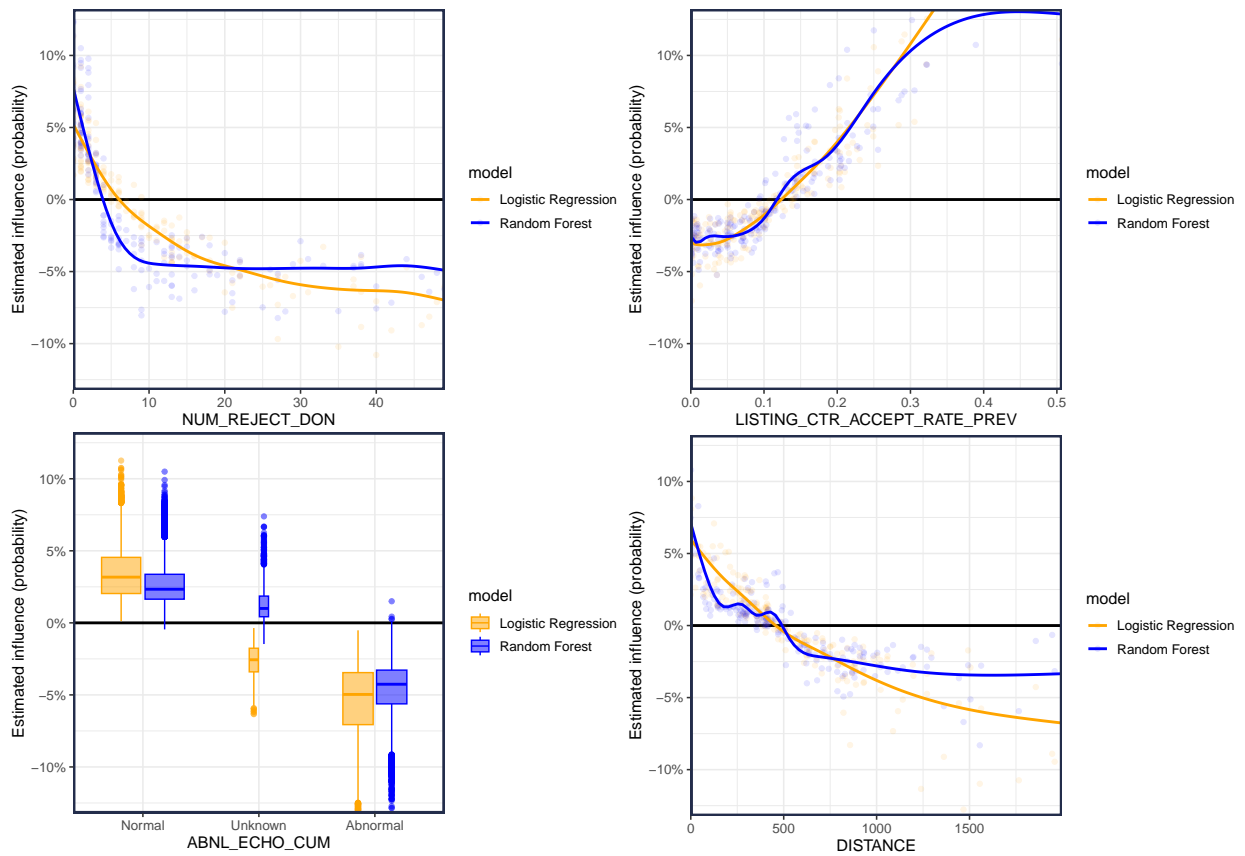 Estimated influence (probability)
10%
5%
0%
−5%
−10%
0
10
20
30
40
NUM_REJECT_DON
model
Logistic Regression
Random Forest
Estimated influence (probability)
10%
5%
0%
−5%
−10%
0.0
0.1
0.2
0.3
0.4
0.5
LISTING_CTR_ACCEPT_RATE_PREV
model
Logistic Regression
Random Forest
Estimated influence (probability)
10%
5%
0%
−5%
−10%
Normal
Unknown
Abnormal
ABNL_ECHO_CUM
model
Logistic Regression
Random Forest
Estimated influence (probability)
10%
5%
0%
−5%
−10%
0
500
1000
1500
DISTANCE
model
Logistic Regression
Random Forest